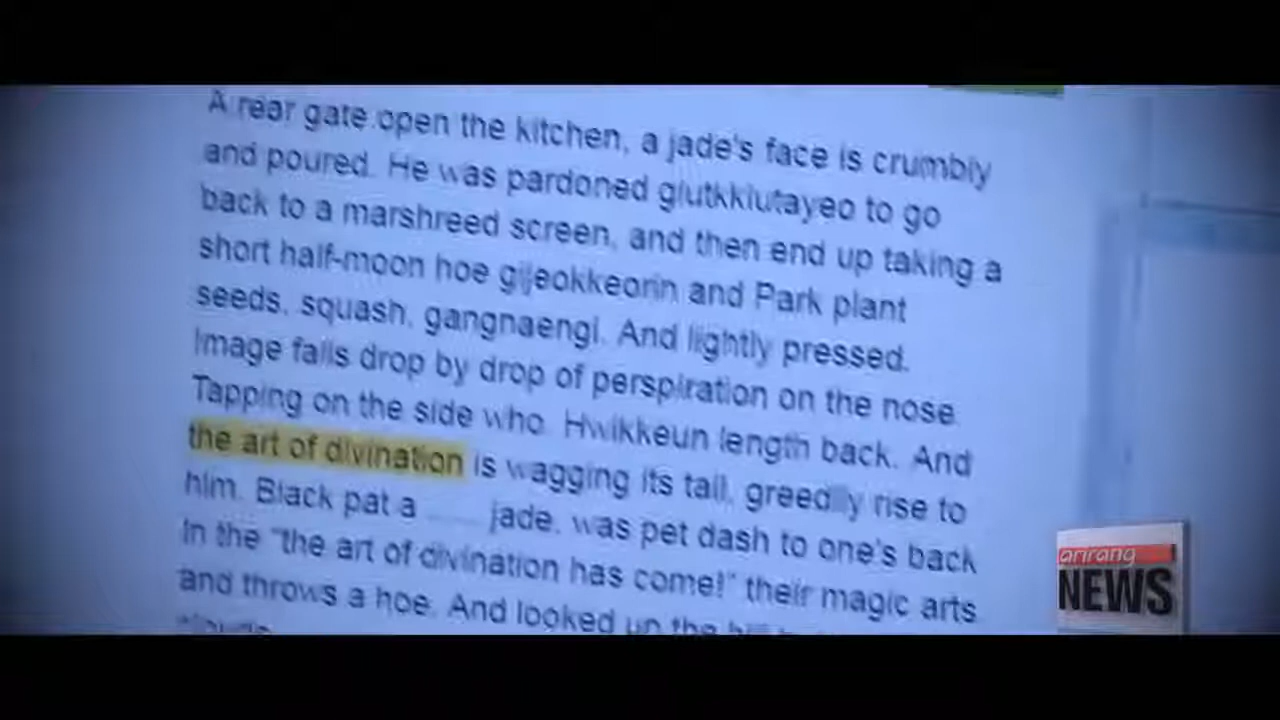 A rear gate open the kitchen, a jade's face is crumbly
and poured. He was pardoned glutkklutayeo to go
back to a marshreed screen, and then end up taking a
short half-moon hoe gijeokkeorin and Park plant
seeds, squash, gangnaengi. And lightly pressed.
Image falls drop by drop of perspiration on the nose.
Tapping on the side who. Hwikkeun length back. And
the art of divination is wagging its tail, greedily rise to
him. Black pat a jade, was pet dash to one's back
In the "the art of divination has come!" their magic arts
and throws a hoe. And looked up the
arirang
NEWS